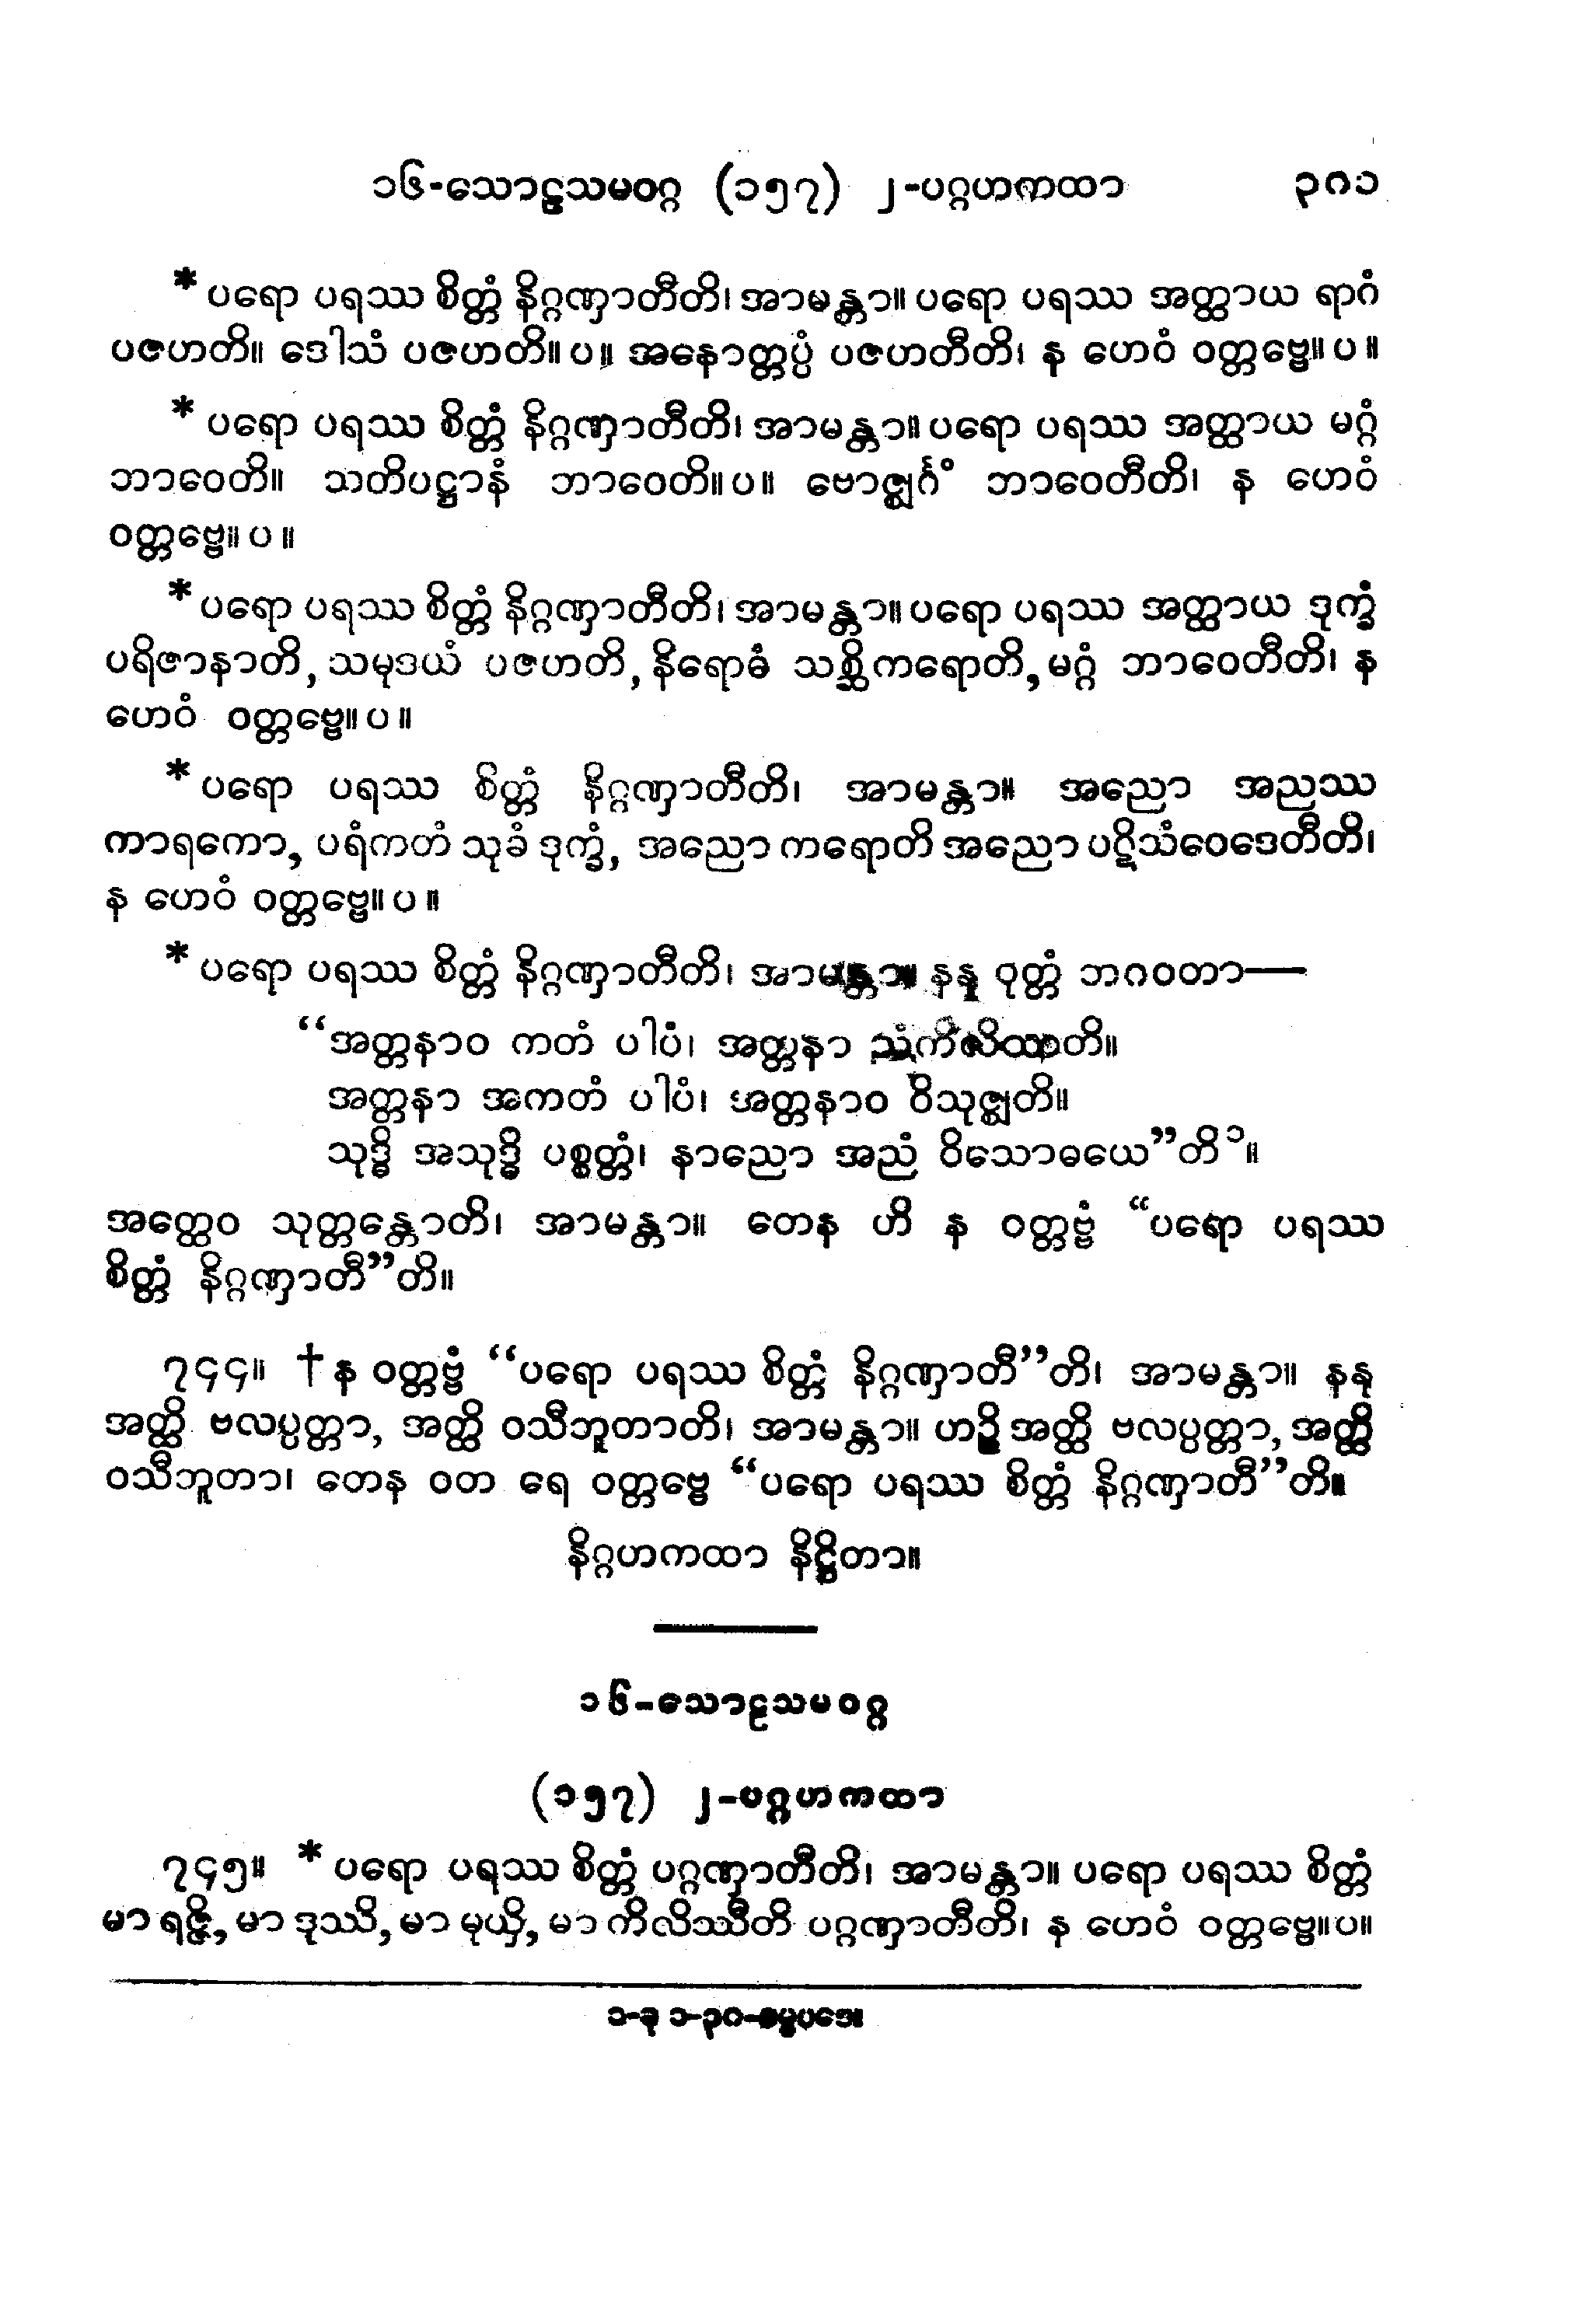 ၁၆-သောဠသမဝဂ္ဂ (၁၅၇) ၂-ပဂ္ဂဟကထာ ၃၈၁
*ပရော ပရဿ စိတ္တံ နိဂ္ဂဏှာတီတိ၊ အာမန္တာ။ ပရော ပရဿ အတ္ထာယ ရာဂံ
ပဇဟတိ။ ဒေါသံ ပဇဟတိ။ပ။ အနောတ္တပ္ပံ ပဇဟတီတိ၊ န ဟေဝံ ဝတ္တဗ္ဗေ။ပ။
*ပရော ပရဿ စိတ္တံ နိဂ္ဂဏှာတီတိ၊ အာမန္တာ။ ပရော ပရဿ အတ္ထာယ မဂ္ဂံ
ဘာဝေတိ။ သတိပဋ္ဌာနံ ဘာဝေတိ။ပ။ ဗောဇ္ဈင်္ဂံ ဘာဝေတီတိ၊ န ဟေဝံ
ဝတ္တဗ္ဗေ။ပ။
*ပရော ပရဿ စိတ္တံ နိဂ္ဂဏှာတီတိ၊ အာမန္တာ။ ပရော ပရဿ အတ္ထာယ ဒုက္ခံ
ပရိဇာနာတိ, သမုဒယံ ပဇဟတိ, နိရောဓံ သစ္ဆိကရောတိ, မဂ္ဂံ ဘာဝေတီတိ၊ န
ဟေဝံ ဝတ္တဗ္ဗေ။ပ။
*ပရော ပရဿ စိတ္တံ နိဂ္ဂဏှာတီတိ၊ အာမန္တာ။ အညော အညဿ
ကာရကော, ပရံကတံ သုခံ ဒုက္ခံ, အညော ကရောတိ အညော ပဋိသံဝေဒေတီတိ၊
န ဟေဝံ ဝတ္တဗ္ဗေ။ပ။
*ပရော ပရဿ စိတ္တံ နိဂ္ဂဏှာတီတိ၊ အာမန္တာ။ နနု ဝုတ္တံ ဘဂဝတာ—
“အတ္တနာဝ ကတံ ပါပံ၊ အတ္တနာ သံကိလိဿတိ။
အတ္တနာ အကတံ ပါပံ၊ အတ္တနာဝ ဝိသုဇ္ဈတိ။
သုဒ္ဓိ အသုဒ္ဓိ ပစ္စတ္တံ၊ နာညော အညံ ဝိသောဓယေ”တိ၁။
အတ္ထေဝ သုတ္တန္တောတိ၊ အာမန္တာ။ တေန ဟိ န ဝတ္တဗ္ဗံ “ပရော ပရဿ
စိတ္တံ နိဂ္ဂဏှာတီ”တိ။
၇၄၄။ †န ဝတ္တဗ္ဗံ “ပရော ပရဿ စိတ္တံ နိဂ္ဂဏှာတီ”တိ၊ အာမန္တာ။ နနု
အတ္ထိ ဗလပ္ပတ္တာ, အတ္ထိ ဝသီဘူတာတိ၊ အာမန္တာ။ ဟဉ္စိ အတ္ထိ ဗလပ္ပတ္တာ, အတ္ထိ
ဝသီဘူတာ၊ တေန ဝတ ရေ ဝတ္တဗ္ဗေ “ပရော ပရဿ စိတ္တံ နိဂ္ဂဏှာတီ”တိ။
နိဂ္ဂဟကထာ နိဋ္ဌိတာ။
၁၆-သောဠသမဝဂ္ဂ
(၁၅၇) ၂-ပဂ္ဂဟကထာ
၇၄၅။ *ပရော ပရဿ စိတ္တံ ပဂ္ဂဏှာတီတိ၊ အာမန္တာ။ ပရော ပရဿ စိတ္တံ
မာ ရဇ္ဇိ, မာ ဒုဿိ, မာ မုယှိ, မာ ကိလိဿီတိ ပဂ္ဂဏှာတီတိ၊ န ဟေဝံ ဝတ္တဗ္ဗေ။ပ။
၁-ခု ၁-၃၈-ဓမ္မပဒေ။